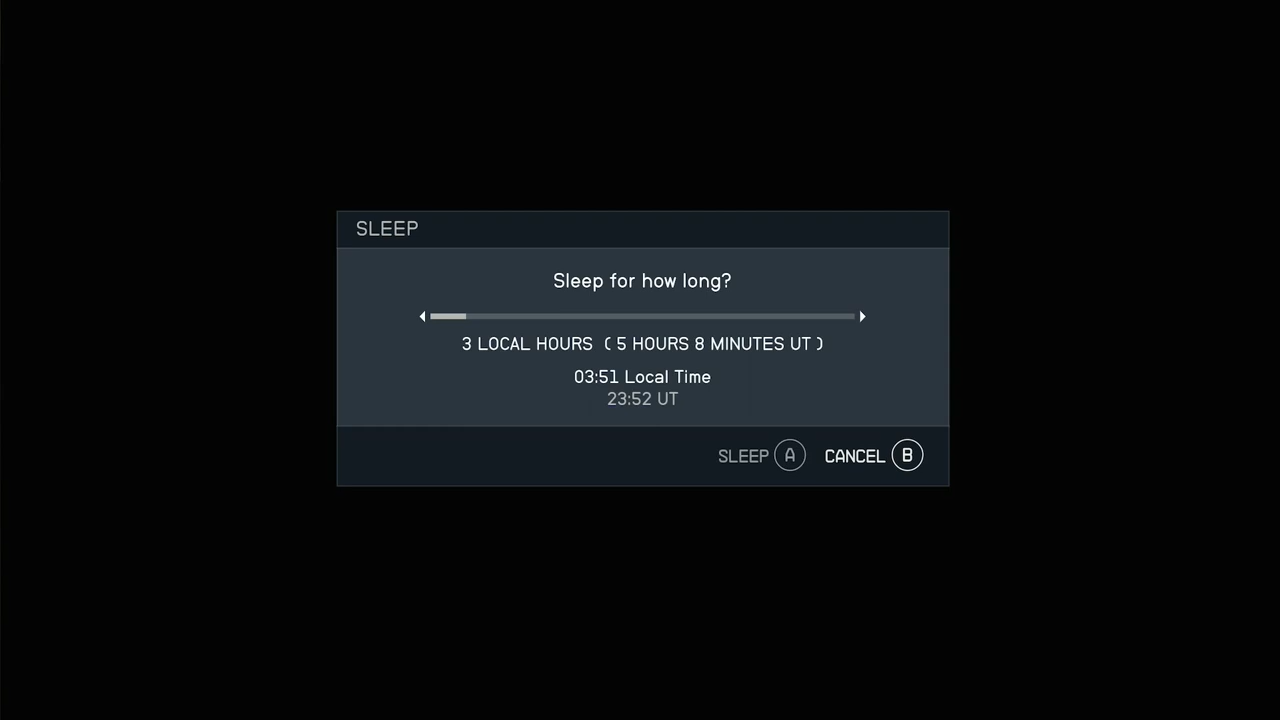 SLEEP
Sleep for how long?
3 LOCAL HOURS ( 5 HOURS 8 MINUTES UT )
03:51 Local Time
23:52 UT
SLEEP A CANCEL B